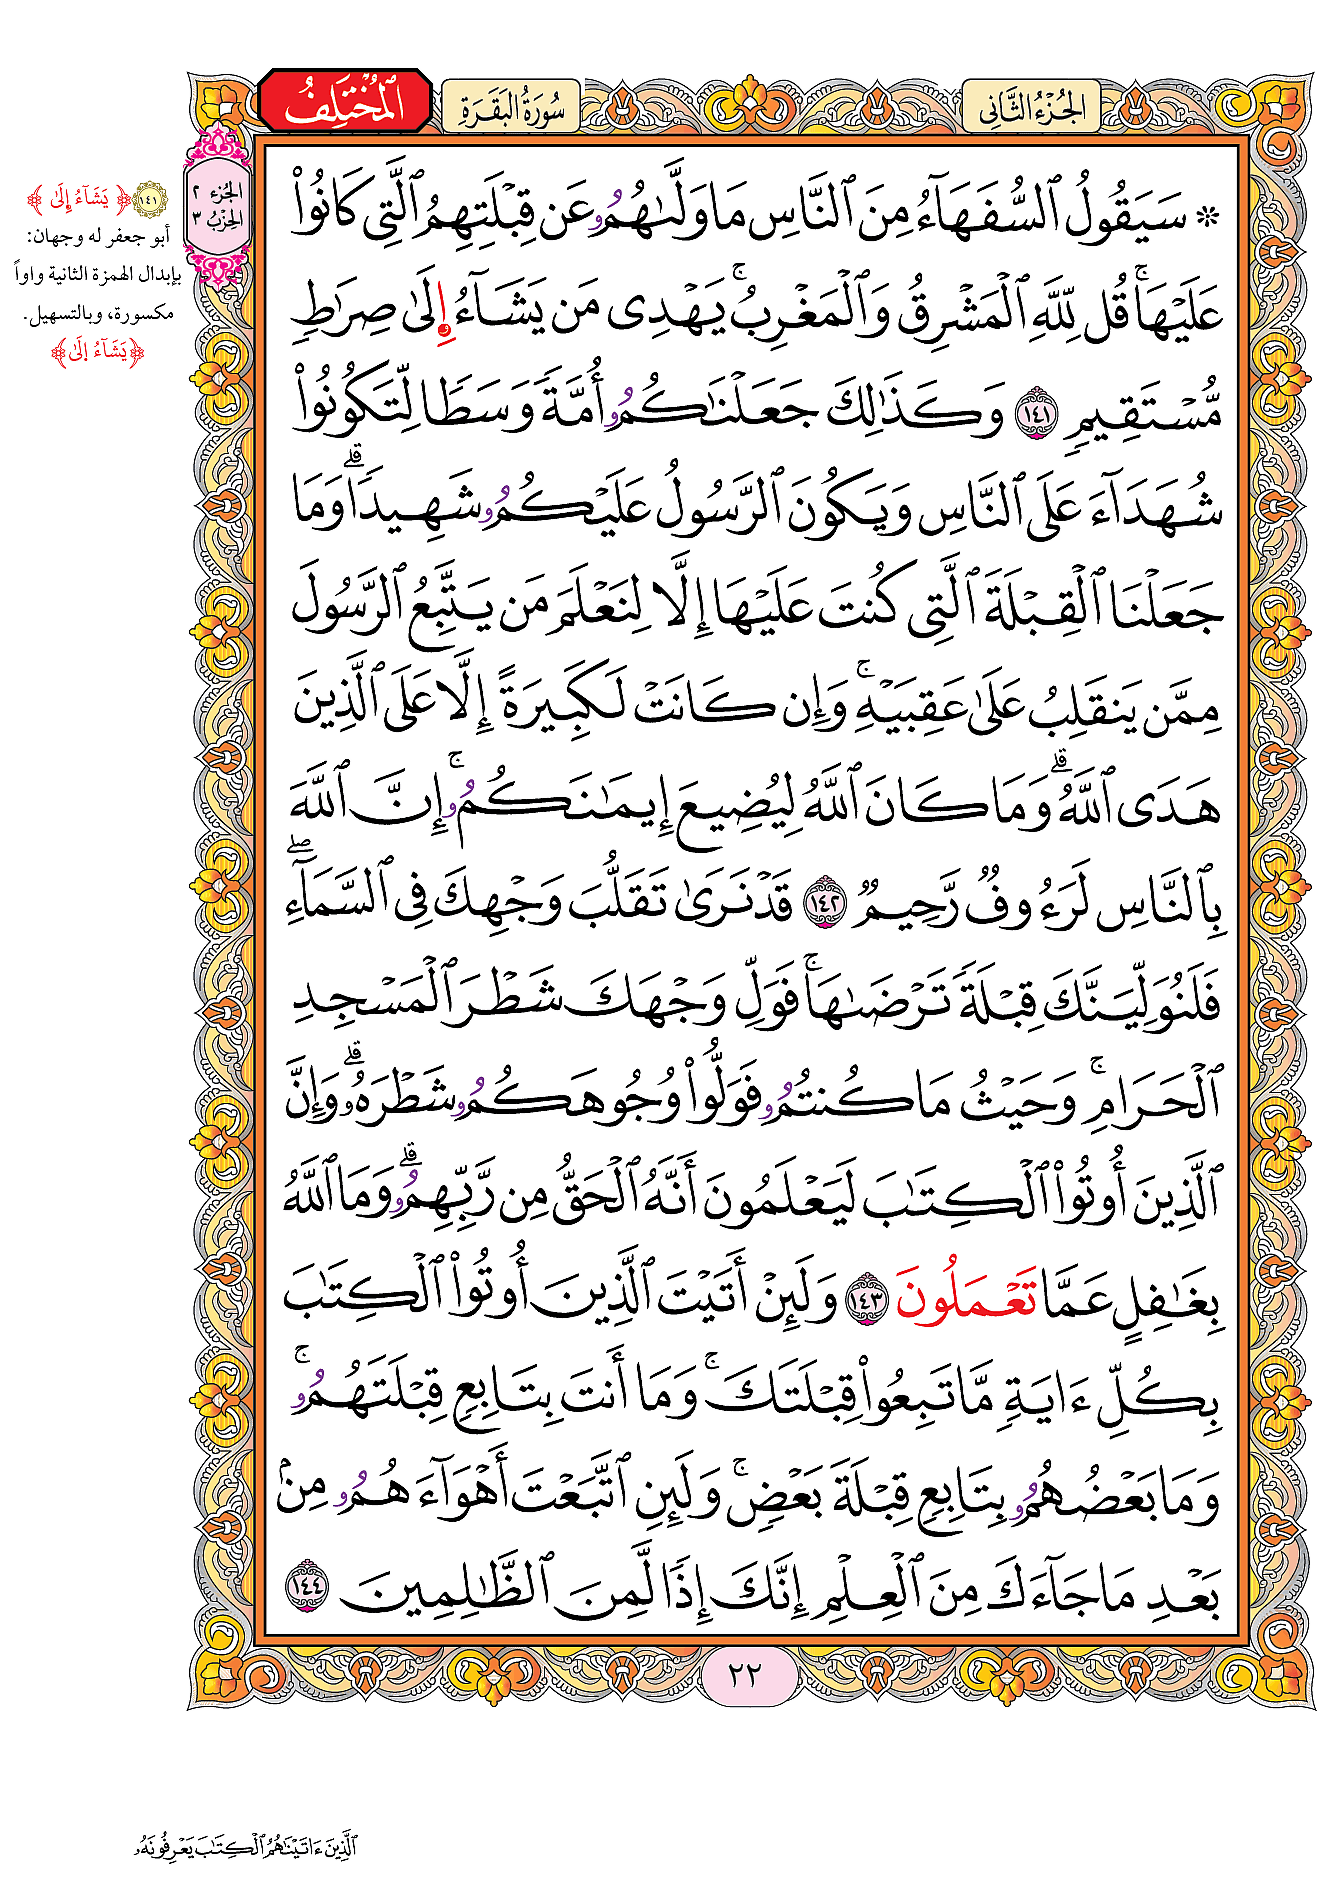 الجُزْءُ الثَّانِي
سُورَةُ البَقَرَةِ
المُخْتَلِفُ
الجُزء ٢
الحِزْبُ ٣
۞ سَيَقُولُ ٱلسُّفَهَآءُ مِنَ ٱلنَّاسِ مَا وَلَّىٰهُمُۥ عَن قِبْلَتِهِمُ ٱلَّتِي كَانُوا۟
عَلَيْهَاۚ قُل لِّلَّهِ ٱلْمَشْرِقُ وَٱلْمَغْرِبُۚ يَهْدِى مَن يَشَآءُ وِلَىٰ صِرَٰطٍ
مُّسْتَقِيمٍ ١٤١ وَكَذَٰلِكَ جَعَلْنَٰكُمُۥ أُمَّةً وَسَطًا لِّتَكُونُوا۟
شُهَدَآءَ عَلَى ٱلنَّاسِ وَيَكُونَ ٱلرَّسُولُ عَلَيْكُمُۥ شَهِيدًاۗ وَمَا
جَعَلْنَا ٱلْقِبْلَةَ ٱلَّتِي كُنتَ عَلَيْهَا إِلَّا لِنَعْلَمَ مَن يَتَّبِعُ ٱلرَّسُولَ
مِمَّن يَنقَلِبُ عَلَىٰ عَقِبَيْهِۚ وَإِن كَانَتْ لَكَبِيرَةً إِلَّا عَلَى ٱلَّذِينَ
هَدَى ٱللَّهُۗ وَمَا كَانَ ٱللَّهُ لِيُضِيعَ إِيمَٰنَكُمُۥۚ إِنَّ ٱللَّهَ
بِٱلنَّاسِ لَرَءُوفٌ رَّحِيمٌ ١٤٢ قَدْ نَرَىٰ تَقَلُّبَ وَجْهِكَ فِي ٱلسَّمَآءِۖ
فَلَنُوَلِّيَنَّكَ قِبْلَةً تَرْضَىٰهَاۚ فَوَلِّ وَجْهَكَ شَطْرَ ٱلْمَسْجِدِ
ٱلْحَرَامِۚ وَحَيْثُ مَا كُنتُمُۥ فَوَلُّوا۟ وُجُوهَكُمُۥ شَطْرَهُۥۗ وَإِنَّ
ٱلَّذِينَ أُوتُوا۟ ٱلْكِتَٰبَ لَيَعْلَمُونَ أَنَّهُ ٱلْحَقُّ مِن رَّبِّهِمُۥۗ وَمَا ٱللَّهُ
بِغَٰفِلٍ عَمَّا تَعْمَلُونَ ١٤٣ وَلَئِنْ أَتَيْتَ ٱلَّذِينَ أُوتُوا۟ ٱلْكِتَٰبَ
بِكُلِّ ءَايَةٍ مَّا تَبِعُوا۟ قِبْلَتَكَۚ وَمَا أَنتَ بِتَابِعٍ قِبْلَتَهُمُۥۚ
وَمَا بَعْضُهُمُۥ بِتَابِعٍ قِبْلَةَ بَعْضٍۚ وَلَئِنِ ٱتَّبَعْتَ أَهْوَآءَهُمُۥ مِنۢ
بَعْدِ مَا جَآءَكَ مِنَ ٱلْعِلْمِ إِنَّكَ إِذًا لَّمِنَ ٱلظَّٰلِمِينَ ١٤٤
١٤١ ﴿يَشَآءُ إِلَىٰ﴾
أبو جعفر له وجهان:
بإبدال الهمزة الثانية واواً
مكسورة، وبالتسهيل.
﴿يَشَآءُ إلَىٰ﴾
٢٢
ٱلَّذِينَ ءَاتَيْنَٰهُمُ ٱلْكِتَٰبَ يَعْرِفُونَهُۥ